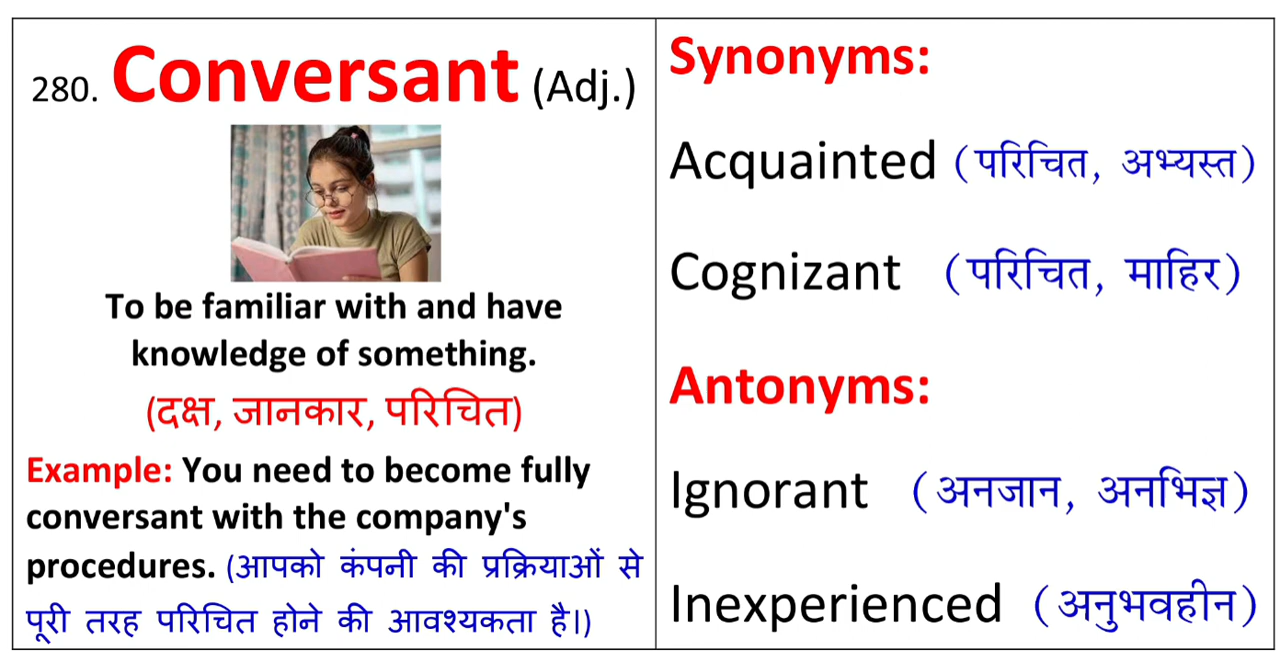 280. Conversant (Adj.)
To be familiar with and have
knowledge of something.
(दक्ष, जानकार, परिचित)
Example: You need to become fully
conversant with the company's
procedures. (आपको कंपनी की प्रक्रियाओं से
पूरी तरह परिचित होने की आवश्यकता है।)
Synonyms:
Acquainted (परिचित, अभ्यस्त)
Cognizant (परिचित, माहिर)
Antonyms:
Ignorant (अनजान, अनभिज्ञ)
Inexperienced (अनुभवहीन)